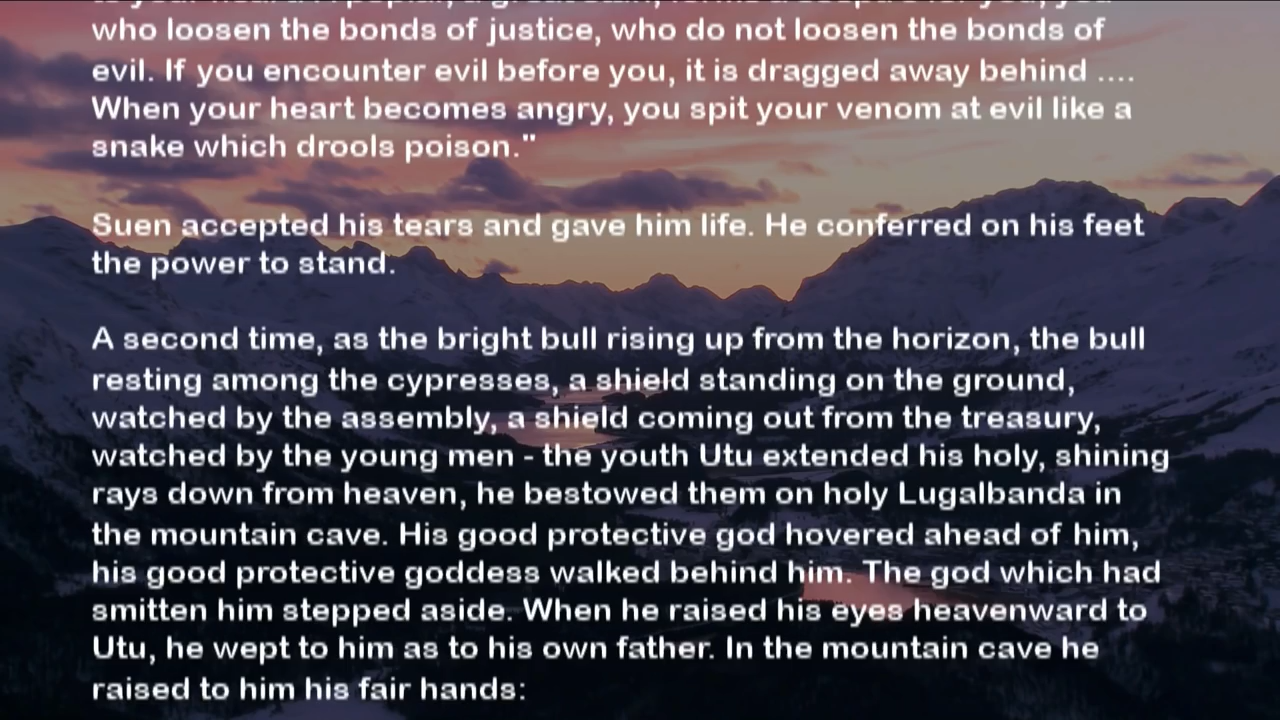 who loosen the bonds of justice, who do not loosen the bonds of
evil. If you encounter evil before you, it is dragged away behind ....
When your heart becomes angry, you spit your venom at evil like a
snake which drools poison."
Suen accepted his tears and gave him life. He conferred on his feet
the power to stand.
A second time, as the bright bull rising up from the horizon, the bull
resting among the cypresses, a shield standing on the ground,
watched by the assembly, a shield coming out from the treasury,
watched by the young men - the youth Utu extended his holy, shining
rays down from heaven, he bestowed them on holy Lugalbanda in
the mountain cave. His good protective god hovered ahead of him,
his good protective goddess walked behind him. The god which had
smitten him stepped aside. When he raised his eyes heavenward to
Utu, he wept to him as to his own father. In the mountain cave he
raised to him his fair hands: